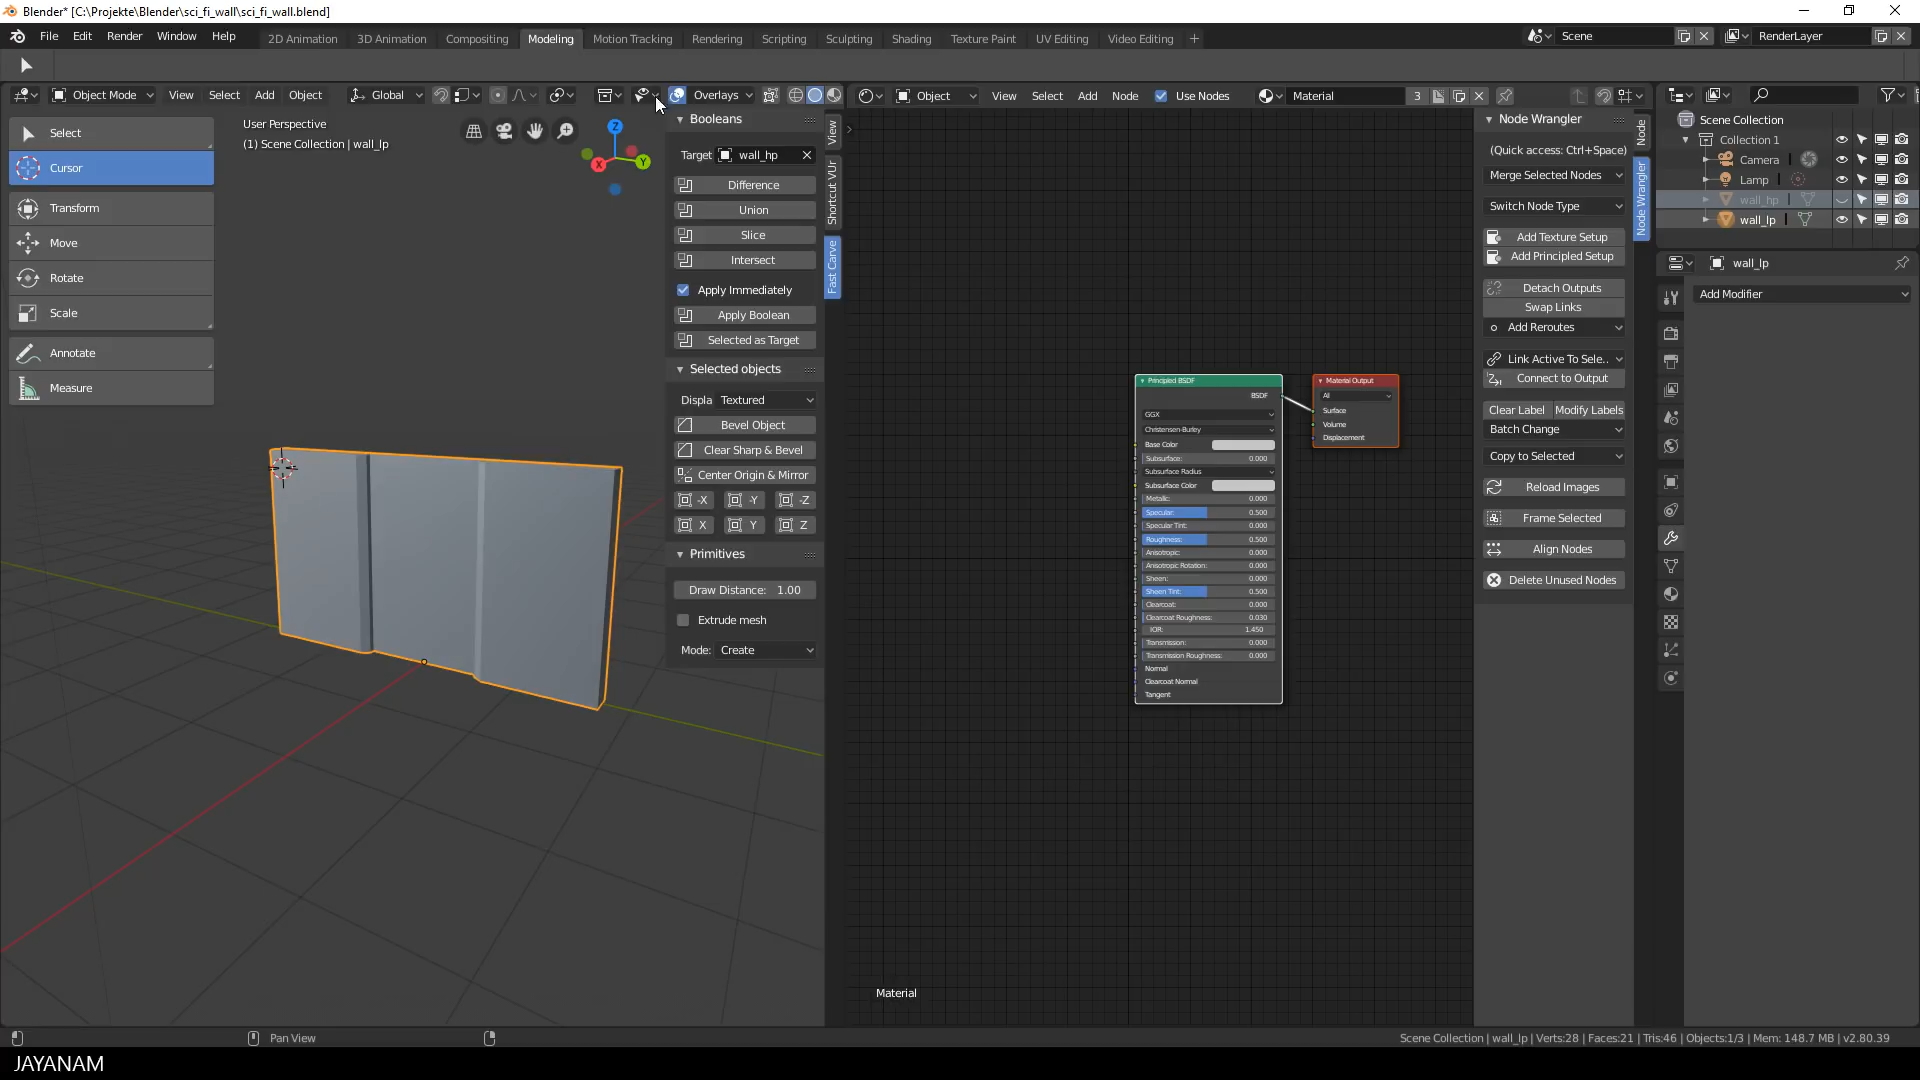 Blender* [C:\Projekte\Blender\sci_fi_wall\sci_fi_wall.blend]
File Edit Render Window Help 2D Animation 3D Animation Compositing Modeling Motion Tracking Rendering Scripting Sculpting Shading Texture Paint UV Editing Video Editing + Scene RenderLayer
Object Mode View Select Add Object Global Overlays
Object View Select Add Node Use Nodes Material 3
User Perspective
(1) Scene Collection | wall_lp
Select
Cursor
Transform
Move
Rotate
Scale
Annotate
Measure
Z
X
Y
Booleans
Target wall_hp
Difference
Union
Slice
Intersect
Apply Immediately
Apply Boolean
Selected as Target
Selected objects
Displa Textured
Bevel Object
Clear Sharp & Bevel
Center Origin & Mirror
-X -Y -Z
X Y Z
Primitives
Draw Distance: 1.00
Extrude mesh
Mode: Create
View
Shortcut VUr
Fast Carve
Principled BSDF
BSDF
GGX
Christensen-Burley
Base Color
Subsurface: 0.000
Subsurface Radius
Subsurface Color
Metallic: 0.000
Specular: 0.500
Specular Tint: 0.000
Roughness: 0.500
Anisotropic: 0.000
Anisotropic Rotation: 0.000
Sheen: 0.000
Sheen Tint: 0.500
Clearcoat: 0.000
Clearcoat Roughness: 0.030
IOR: 1.450
Transmission: 0.000
Transmission Roughness: 0.000
Normal
Clearcoat Normal
Tangent
Material Output
All
Surface
Volume
Displacement
Material
Node Wrangler
(Quick access: Ctrl+Space)
Merge Selected Nodes
Switch Node Type
Add Texture Setup
Add Principled Setup
Detach Outputs
Swap Links
Add Reroutes
Link Active To Sele..
Connect to Output
Clear Label Modify Labels
Batch Change
Copy to Selected
Reload Images
Frame Selected
Align Nodes
Delete Unused Nodes
Node
Node Wrangler
Scene Collection
Collection 1
Camera
Lamp
wall_hp
wall_lp
wall_lp
Add Modifier
Pan View
Scene Collection | wall_lp | Verts:28 | Faces:21 | Tris:46 | Objects:1/3 | Mem: 148.7 MB | v2.80.39
JAYANAM